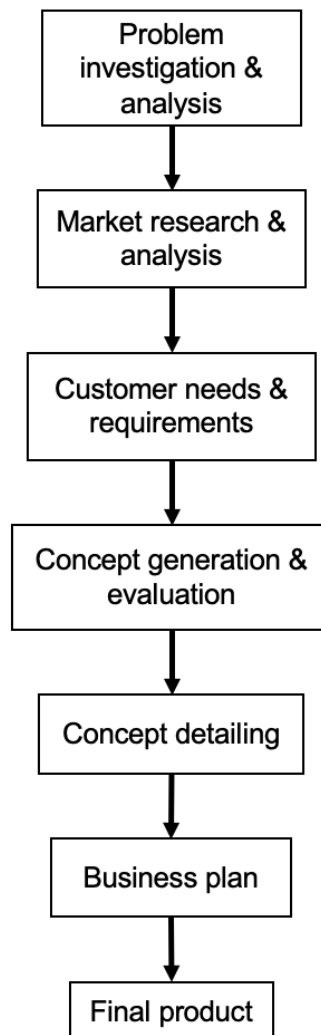 Problem
investigation &
analysis
Market research &
analysis
Customer needs &
requirements
Concept generation &
evaluation
Concept detailing
Business plan
Final product